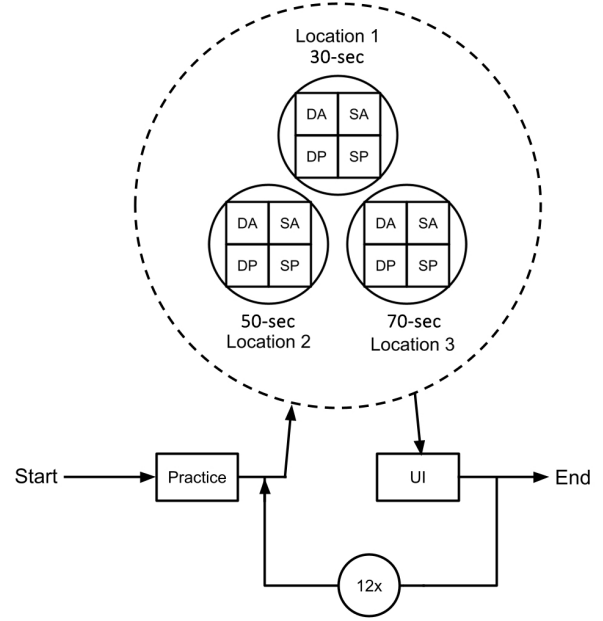 Location 1
30-sec
DA SA
DP SP
DA SA DA SA
DP SP DP SP
50-sec 70-sec
Location 2 Location 3
Start Practice UI End
12x